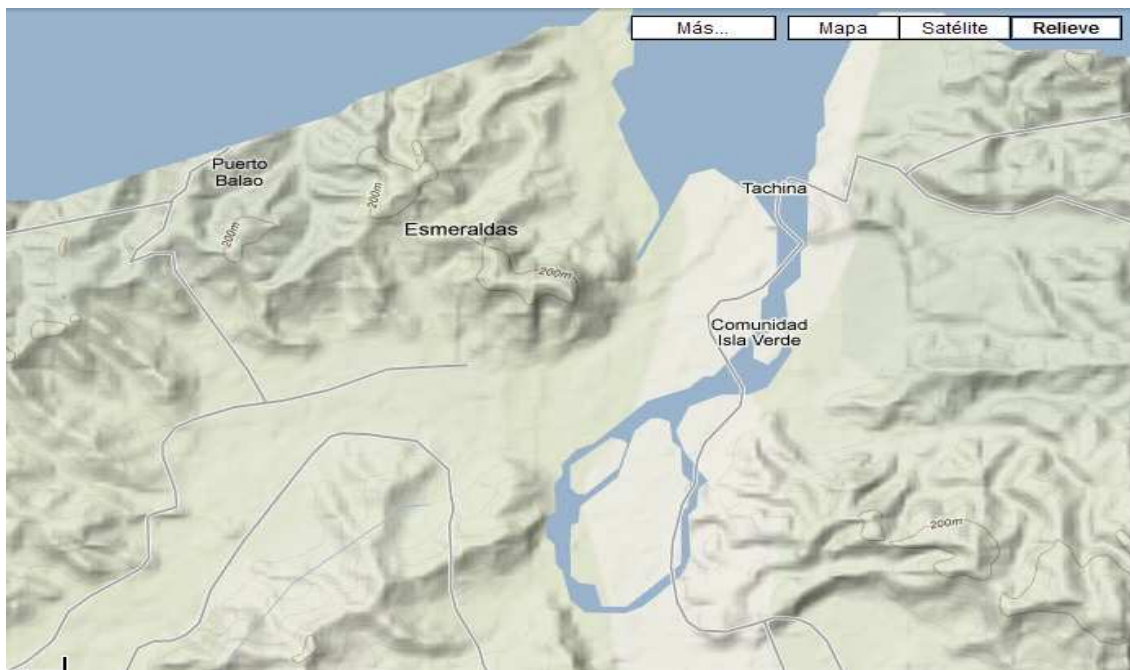 Más...
Mapa
Satélite
Relieve
Puerto
Balao
200m
Tachina
200m
Esmeraldas
200m
Comunidad
Isla Verde
200m